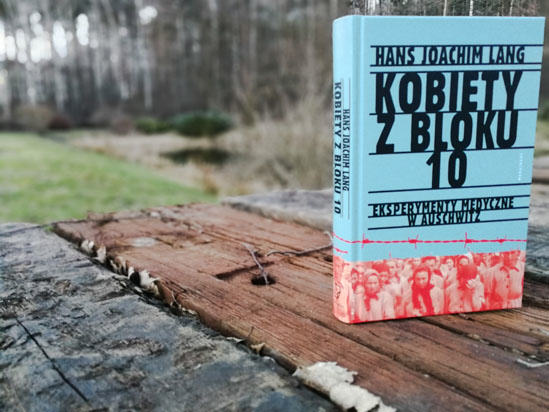 HANS JOACHIM LANG
KOBIETY
Z BLOKU
10
EKSPERYMENTY MEDYCZNE
W AUSCHWITZ
HANS JOACHIM LANG
KOBIETY Z BLOKU 10